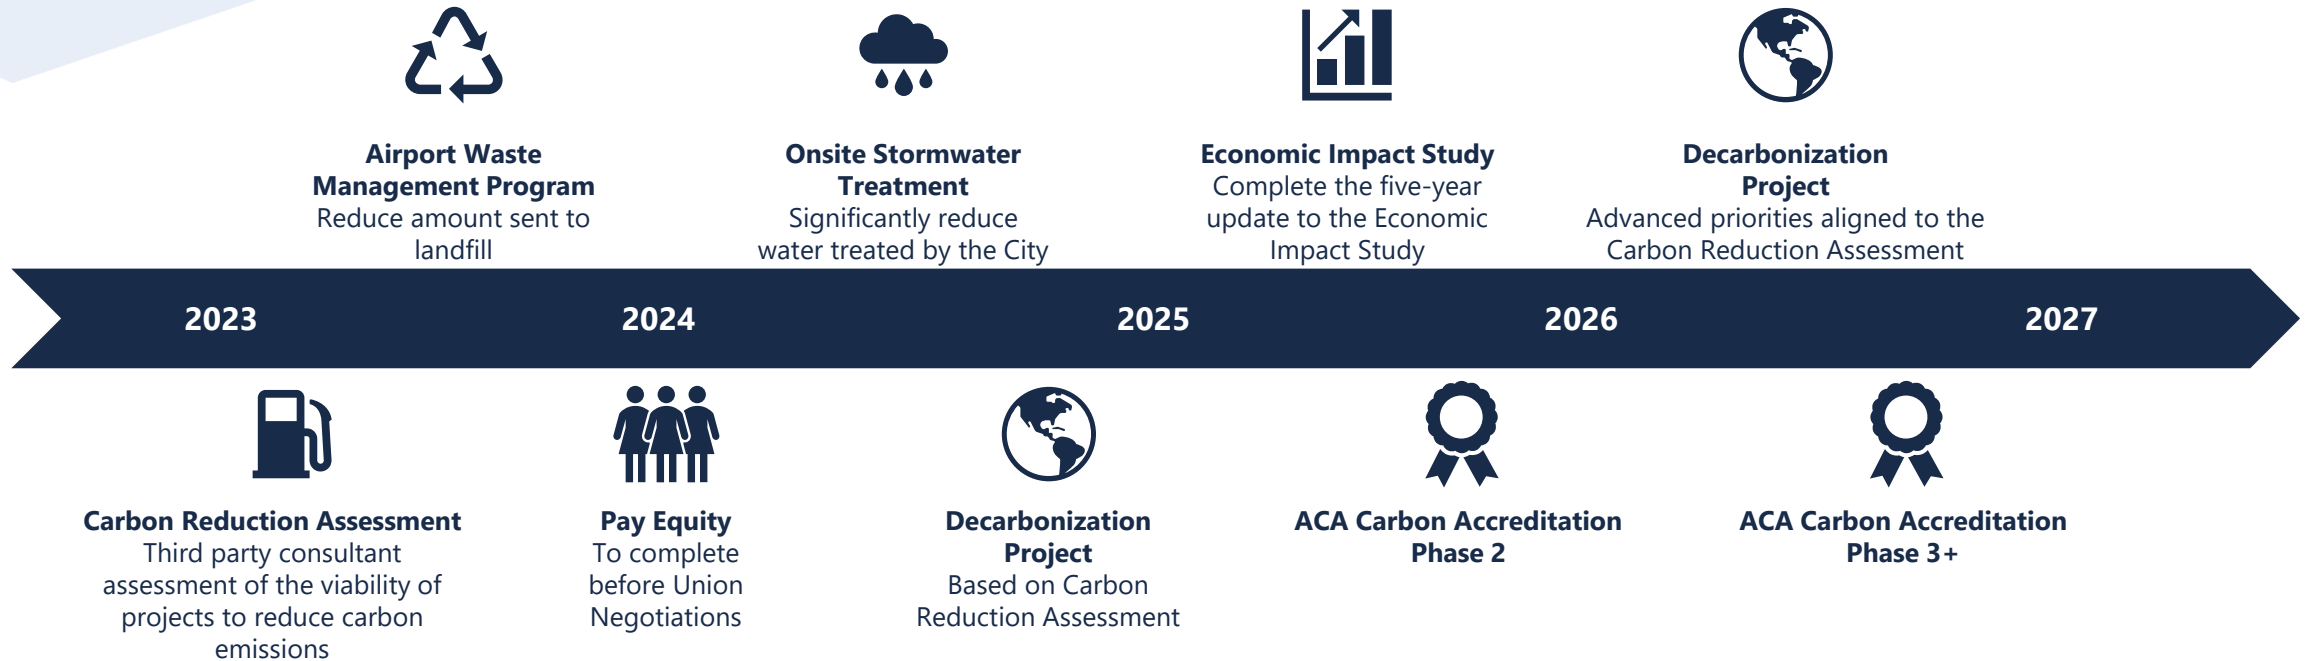 Airport Waste
Management Program
Reduce amount sent to
landfill
Onsite Stormwater
Treatment
Significantly reduce
water treated by the City
Economic Impact Study
Complete the five-year
update to the Economic
Impact Study
Decarbonization
Project
Advanced priorities aligned to the
Carbon Reduction Assessment
2023
2024
2025
2026
2027
Carbon Reduction Assessment
Third party consultant
assessment of the viability of
projects to reduce carbon
emissions
Pay Equity
To complete
before Union
Negotiations
Decarbonization
Project
Based on Carbon
Reduction Assessment
ACA Carbon Accreditation
Phase 2
ACA Carbon Accreditation
Phase 3+